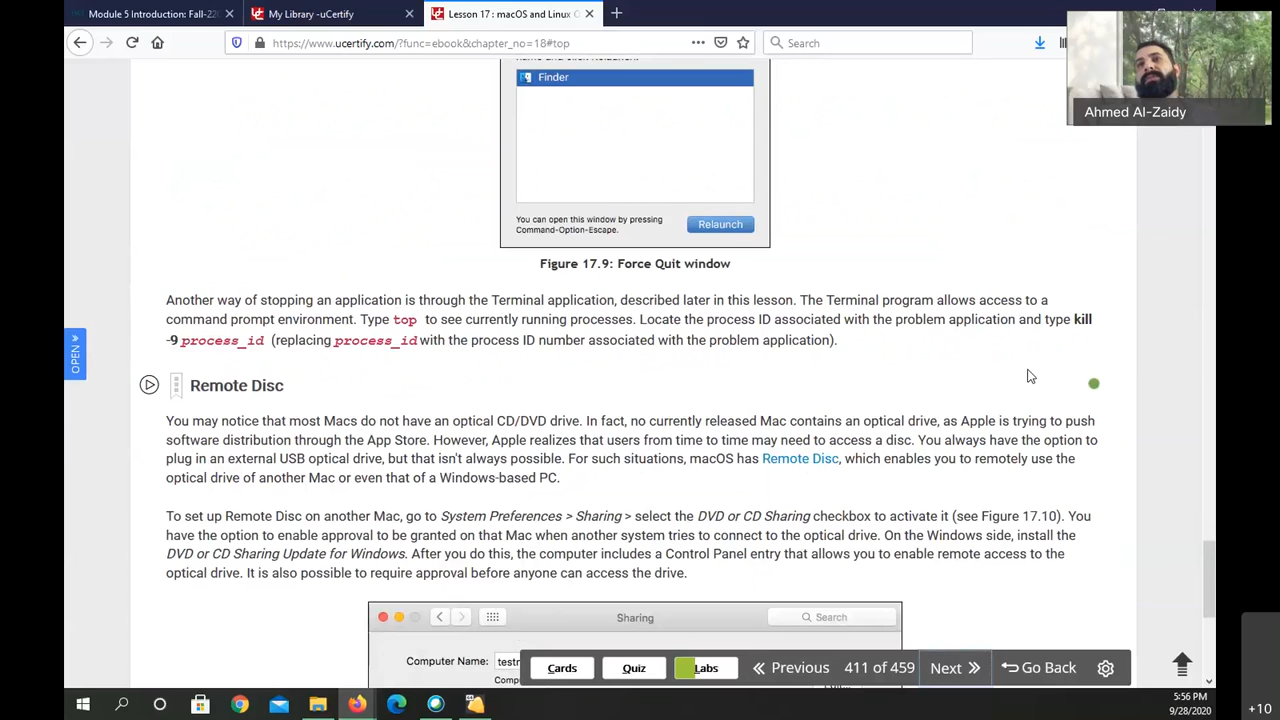 Module 5 Introduction: Fall-22
My Library -uCertify
Lesson 17 : macOS and Linux O
https://www.ucertify.com/?func=ebook&chapter_no=18#top
Search
Ahmed Al-Zaidy
Finder
You can open this window by pressing
Command-Option-Escape.
Relaunch
Figure 17.9: Force Quit window
Another way of stopping an application is through the Terminal application, described later in this lesson. The Terminal program allows access to a
command prompt environment. Type top to see currently running processes. Locate the process ID associated with the problem application and type kill
-9 process_id (replacing process_id with the process ID number associated with the problem application).
OPEN »
Remote Disc
You may notice that most Macs do not have an optical CD/DVD drive. In fact, no currently released Mac contains an optical drive, as Apple is trying to push
software distribution through the App Store. However, Apple realizes that users from time to time may need to access a disc. You always have the option to
plug in an external USB optical drive, but that isn't always possible. For such situations, macOS has Remote Disc, which enables you to remotely use the
optical drive of another Mac or even that of a Windows-based PC.
To set up Remote Disc on another Mac, go to System Preferences > Sharing > select the DVD or CD Sharing checkbox to activate it (see Figure 17.10). You
have the option to enable approval to be granted on that Mac when another system tries to connect to the optical drive. On the Windows side, install the
DVD or CD Sharing Update for Windows. After you do this, the computer includes a Control Panel entry that allows you to enable remote access to the
optical drive. It is also possible to require approval before anyone can access the drive.
Sharing
Search
Computer Name: testr
Cards
Quiz
Labs
Previous
411 of 459
Next
Go Back
5:56 PM
9/28/2020
+10